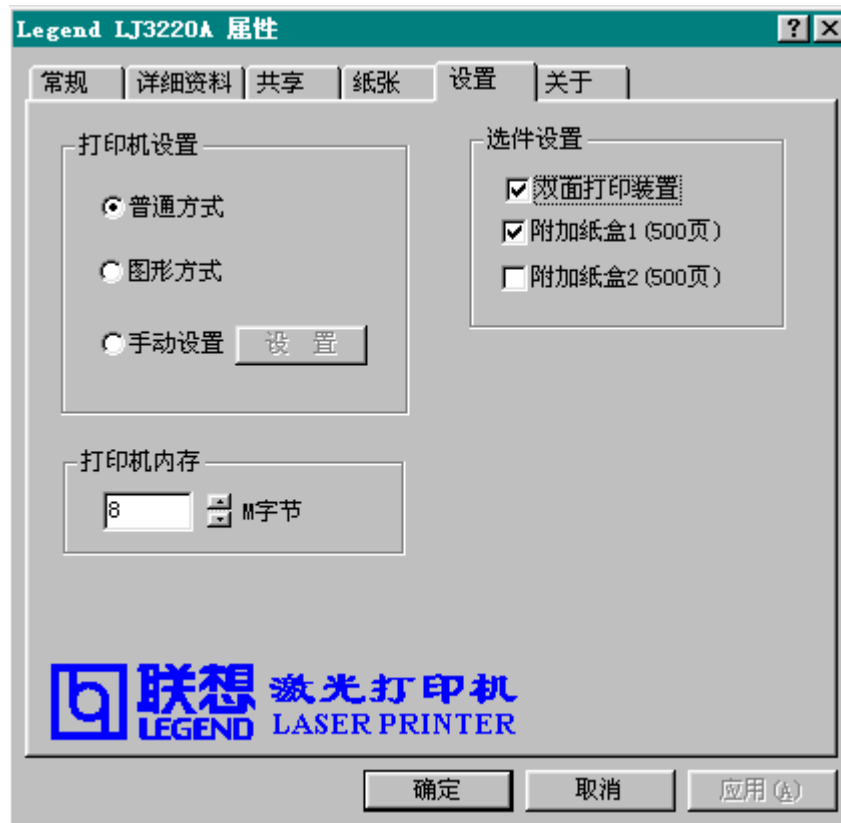 Legend LJ3220A 属性
常规 详细资料 共享 纸张 设置 关于
打印机设置
普通方式
图形方式
手动设置 设 置
选件设置
双面打印装置
附加纸盒1 (500页)
附加纸盒2 (500页)
打印机内存
8 M字节
联想 激光打印机
LEGEND LASER PRINTER
确定 取消 应用(A)